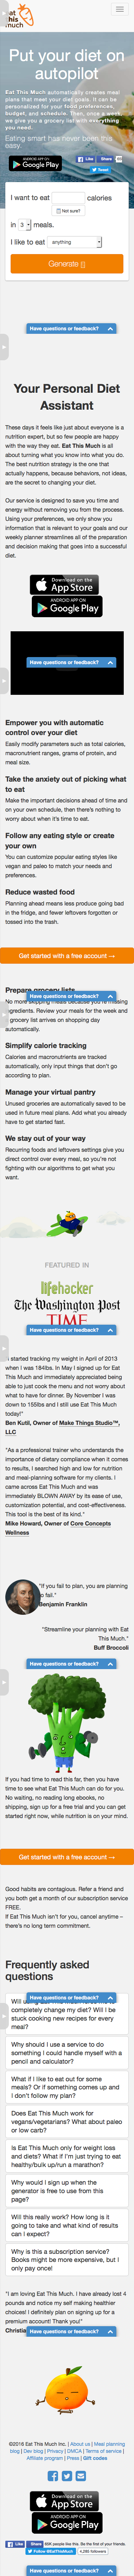 Eat This Much
Put your diet on
autopilot
Eat This Much automatically creates meal
plans that meet your diet goals. It can be
personalized for your food preferences,
budget, and schedule. Then, once a week,
we give you a grocery list with everything
you need.
Eating smart has never been this
easy.
ANDROID APP ON
Google Play
Like Share
Tweet
I want to eat calories
Not sure?
in 3 meals.
I like to eat anything
Generate
Have questions or feedback?
Your Personal Diet
Assistant
These days it feels like just about everyone is a
nutrition expert, but so few people are happy
with the way they eat. Eat This Much is all
about turning what you know into what you do.
The best nutrition strategy is the one that
actually happens, and checklists, not ideas,
are the secret to changing your diet.
Our service is designed to save you time and
energy without removing you from the process.
Using your preferences, we only show you
information that is relevant to your goals and our
weekly planner streamlines all of the operations
and decision making that goes into a successful
diet.
Download on the
App Store
ANDROID APP ON
Google Play
Have questions or feedback?
Empower you with automatic
control over your diet
Easily modify parameters such as total calories,
macronutrient ranges, grams of protein, and
meal size.
Take the anxiety out of picking what
to eat
Make the important decisions ahead of time and
on your own schedule, when there's nothing to
worry about when it's time to eat.
Follow any eating style or create
your own
You can customize popular eating styles like
vegan and paleo to match your needs and
preferences.
Reduce wasted food
Planning ahead means less produce going bad
in the fridge, and fewer leftovers forgotten or
tossed into the trash.
Get started with a free account →
Prepare grocery lists
Have questions or feedback?
ingredients. Review your meals for the week and
a grocery list arrives on shopping day
automatically.
Simplify calorie tracking
Calories and macronutrients are tracked
automatically, only log things that don't go
according to plan.
Manage your virtual pantry
Unused groceries are automatically saved to be
used in future meal plans. Add what you already
have to get started fast.
We stay out of your way
Recurring foods and leftovers settings give you
direct control over every meal, so you're never
fighting with our algorithms to get to eat what
you want.
FEATURED IN
lifehacker
The Washington Post
TIME
Have questions or feedback?
"I started tracking my weight in April of 2013
when I was 184lbs. In May I signed up for Eat
This Much and immediately appreciated being
able to just cook the menu and not worry about
what to have for dinner. By November I was
down to 155lbs and I still use Eat This Much
today!"
Ben Kutil, Owner of Make Things Studio™,
LLC
"As a profesional trainer who understands the
importance of dietary compliance when it comes
to results, I searched high and low for nutrition
and meal-planning software for my clients. I
came across Eat This Much and was
immediately BLOWN AWAY by its ease of use,
customization potential, and cost-effectiveness.
This tool is the best of its kind."
Mike Howard, Owner of Core Concepts
Wellness
"If you fail to plan, you are planning
to fail."
Benjamin Franklin
"Streamline your planning with Eat
This Much."
Buff Broccoli
Have questions or feedback?
If you had time to read this far, then you have
time to see what Eat This Much can do for you.
No waiting, no reading long ebooks, no
shipping, sign up for a free trial and you can get
started right now, while nutrition is on your mind.
Get started with a free account →
Good habits are contagious. Refer a friend and
you both get a month of our subscription service
FREE.
If Eat This Much isn't for you, cancel anytime –
there's no long term commitment.
Frequently asked
questions
Have questions or feedback?
completely change my diet? Will I be
stuck cooking new recipes for every
meal?
Why should I use a service to do
something I could handle myself with a
pencil and calculator?
What if I like to eat out for some
meals? Or if something comes up and
I don't follow my plan?
Does Eat This Much work for
vegans/vegetarians? What about paleo
or low carb?
Is Eat This Much only for weight loss
and diets? What if I'm just trying to eat
healthy/bulk up/run a marathon?
Why would I sign up when the
generator is free to use from this
page?
Will this really work? How long is it
going to take and what kind of results
can I expect?
Why is this a subscription service?
Books might be more expensive, but I
only pay once!
"I am loving Eat This Much. I have already lost 4
pounds and notice my self making healthier
choices! I definitely plan on signing up for a
premium account! Thank you!"
Have questions or feedback?
©2016 Eat This Much Inc. | About us | Meal planning
blog | Dev blog | Privacy | DMCA | Terms of service |
Affiliate program | Press | Gift codes
Download on the
App Store
ANDROID APP ON
Google Play
Like Share 65K people like this. Be the first of your friends.
Follow @EatThisMuch 4,280 followers
Have questions or feedback?